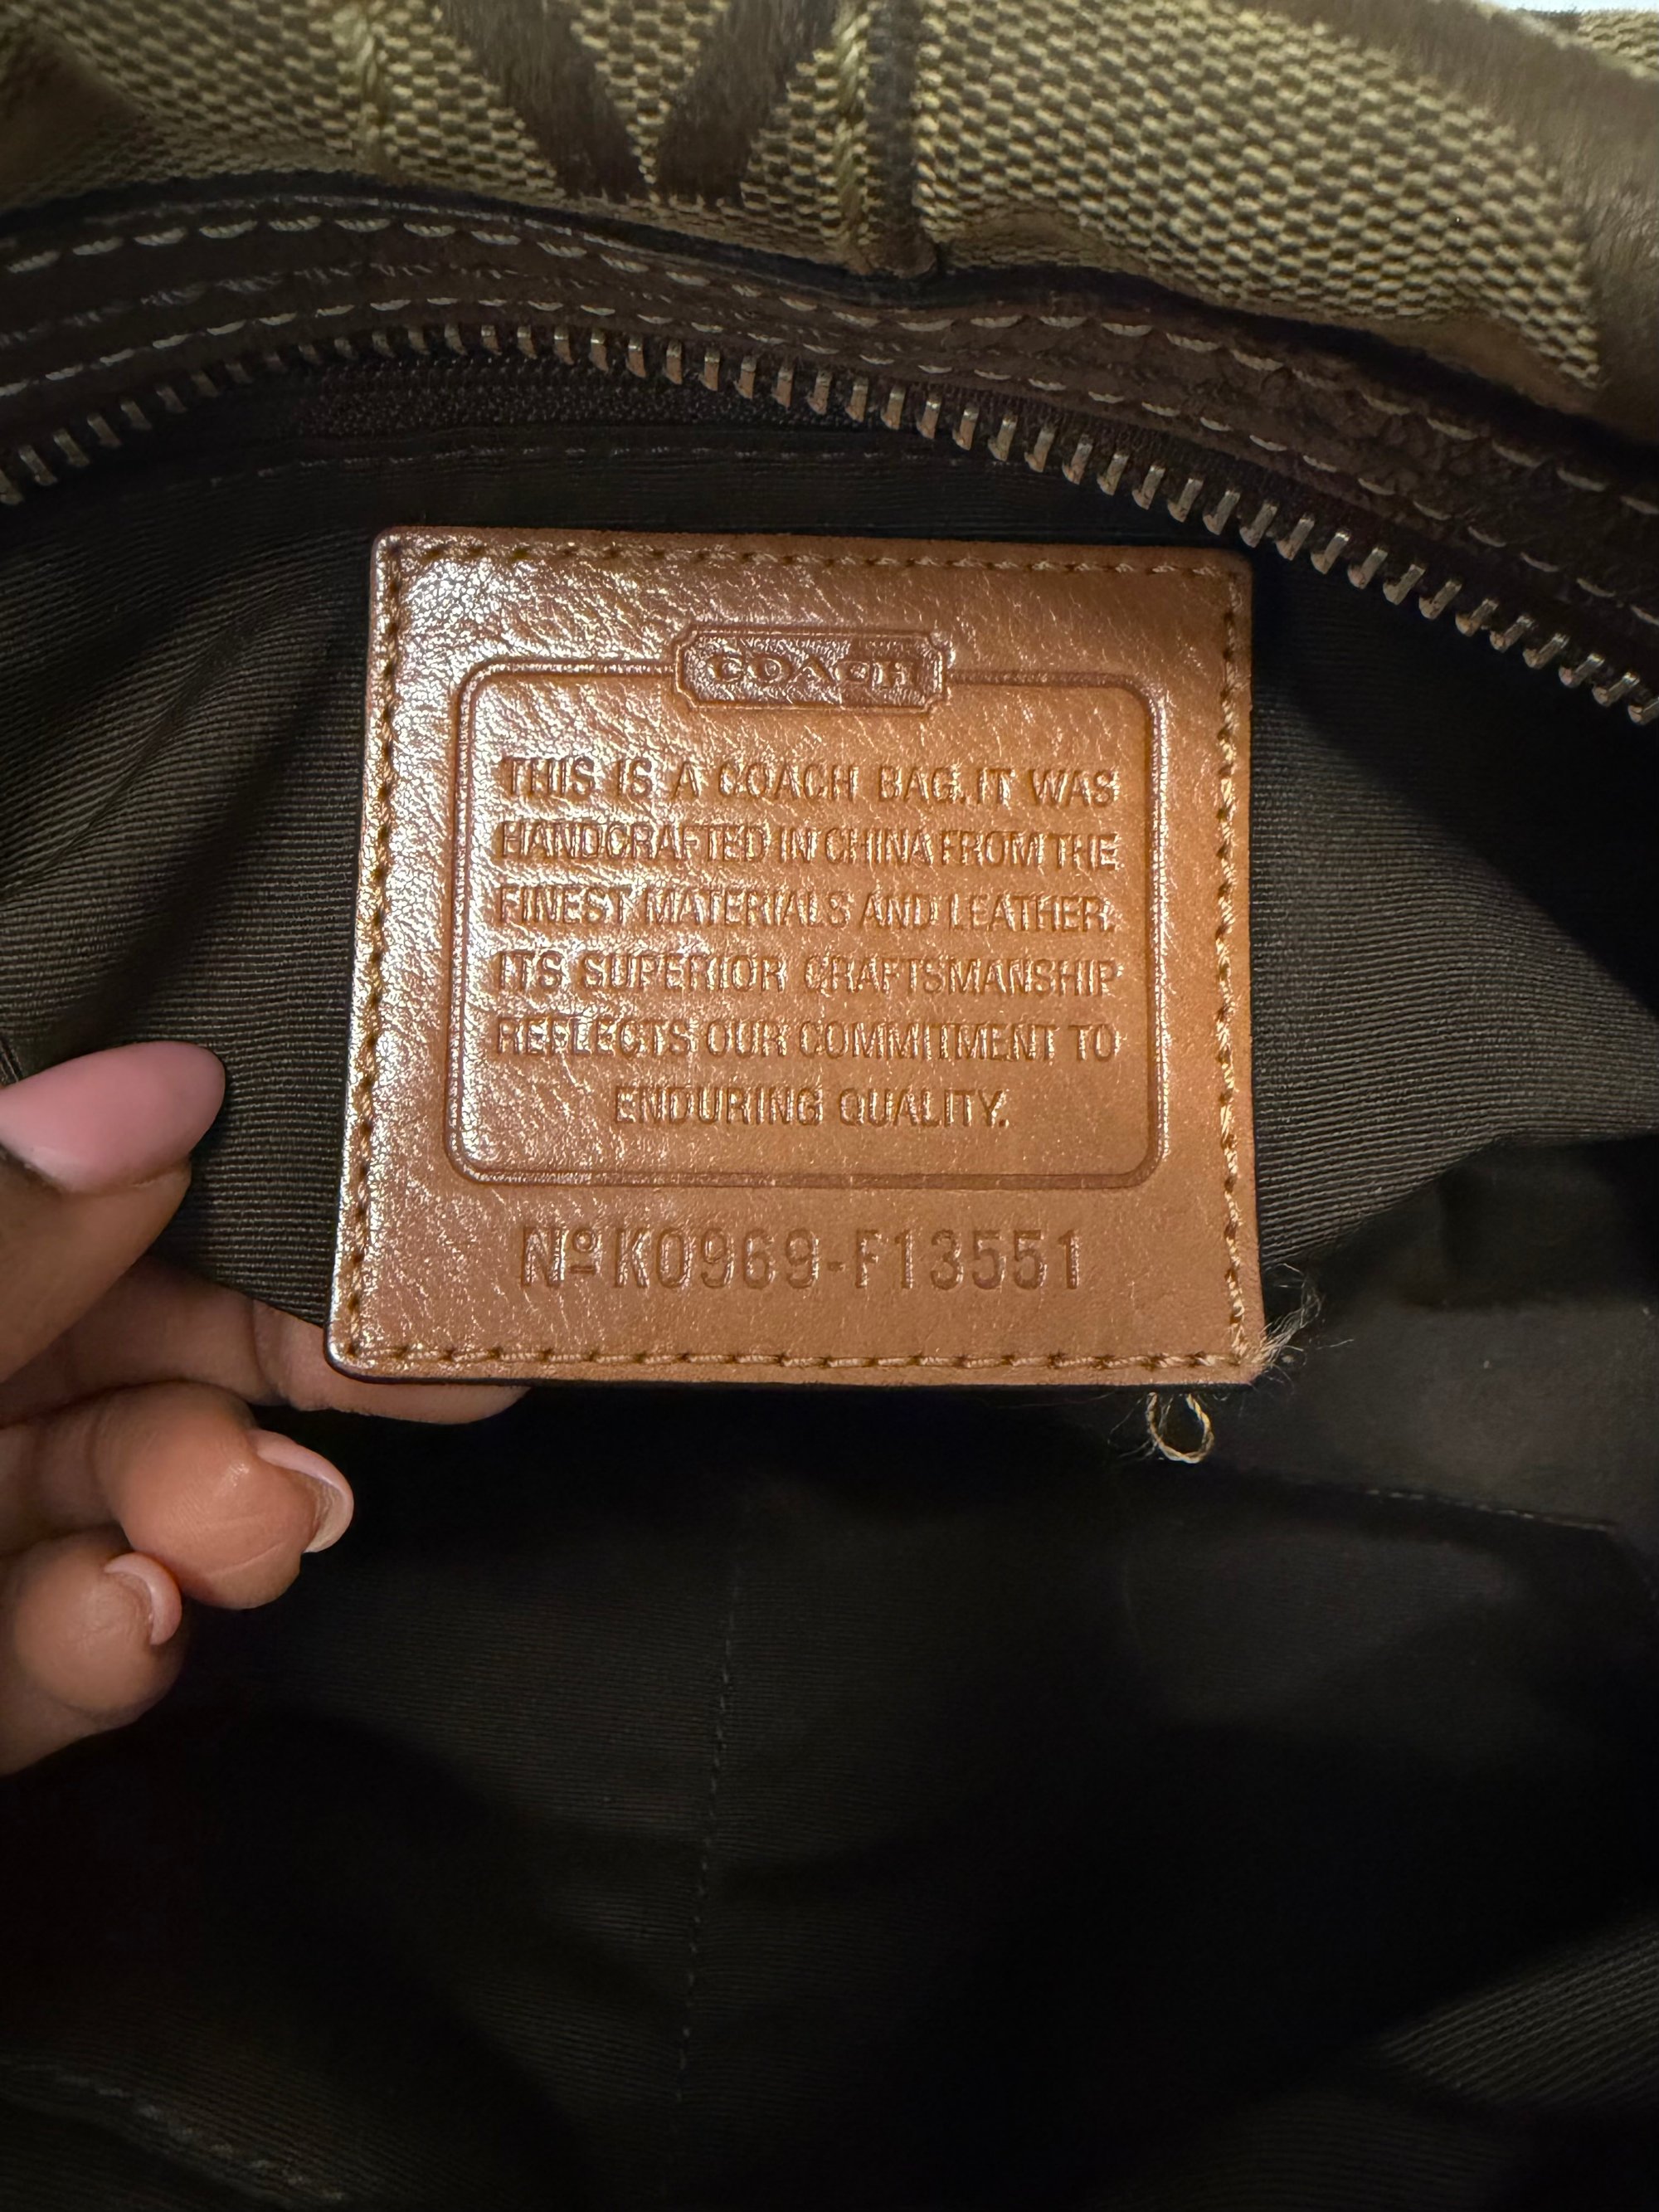 COACH
THIS IS A COACH BAG. IT WAS
HANDCRAFTED IN CHINA FROM THE
FINEST MATERIALS AND LEATHER.
ITS SUPERIOR CRAFTSMANSHIP
REFLECTS OUR COMMITMENT TO
ENDURING QUALITY.
Nº K0969-F13551